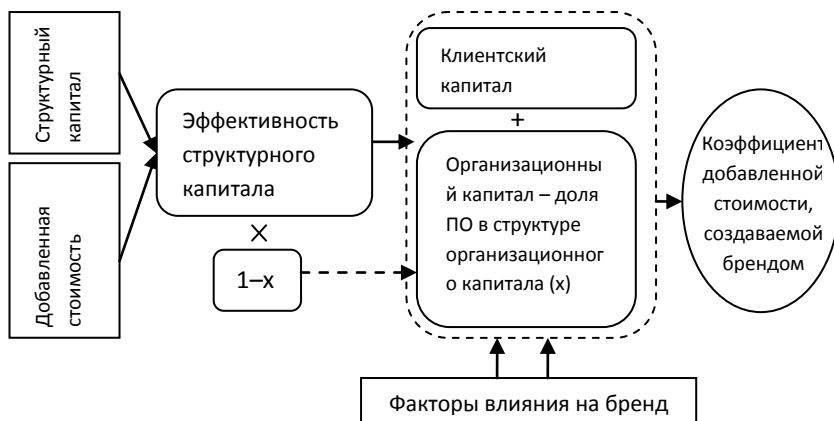 Структурный
капитал
Добавленная
стоимость
Эффективность
структурного
капитала
×
1–x
Клиентский
капитал
+
Организационны
й капитал – доля
ПО в структуре
организационног
о капитала (x)
Факторы влияния на бренд
Коэффициент
добавленной
стоимости,
создаваемой
брендом